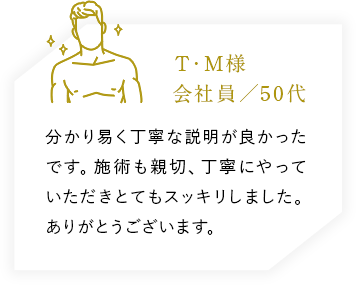 T·M様
会社員／50代
分かり易く丁寧な説明が良かった
です。施術も親切、丁寧にやって
いただきとてもスッキリしました。
ありがとうございます。